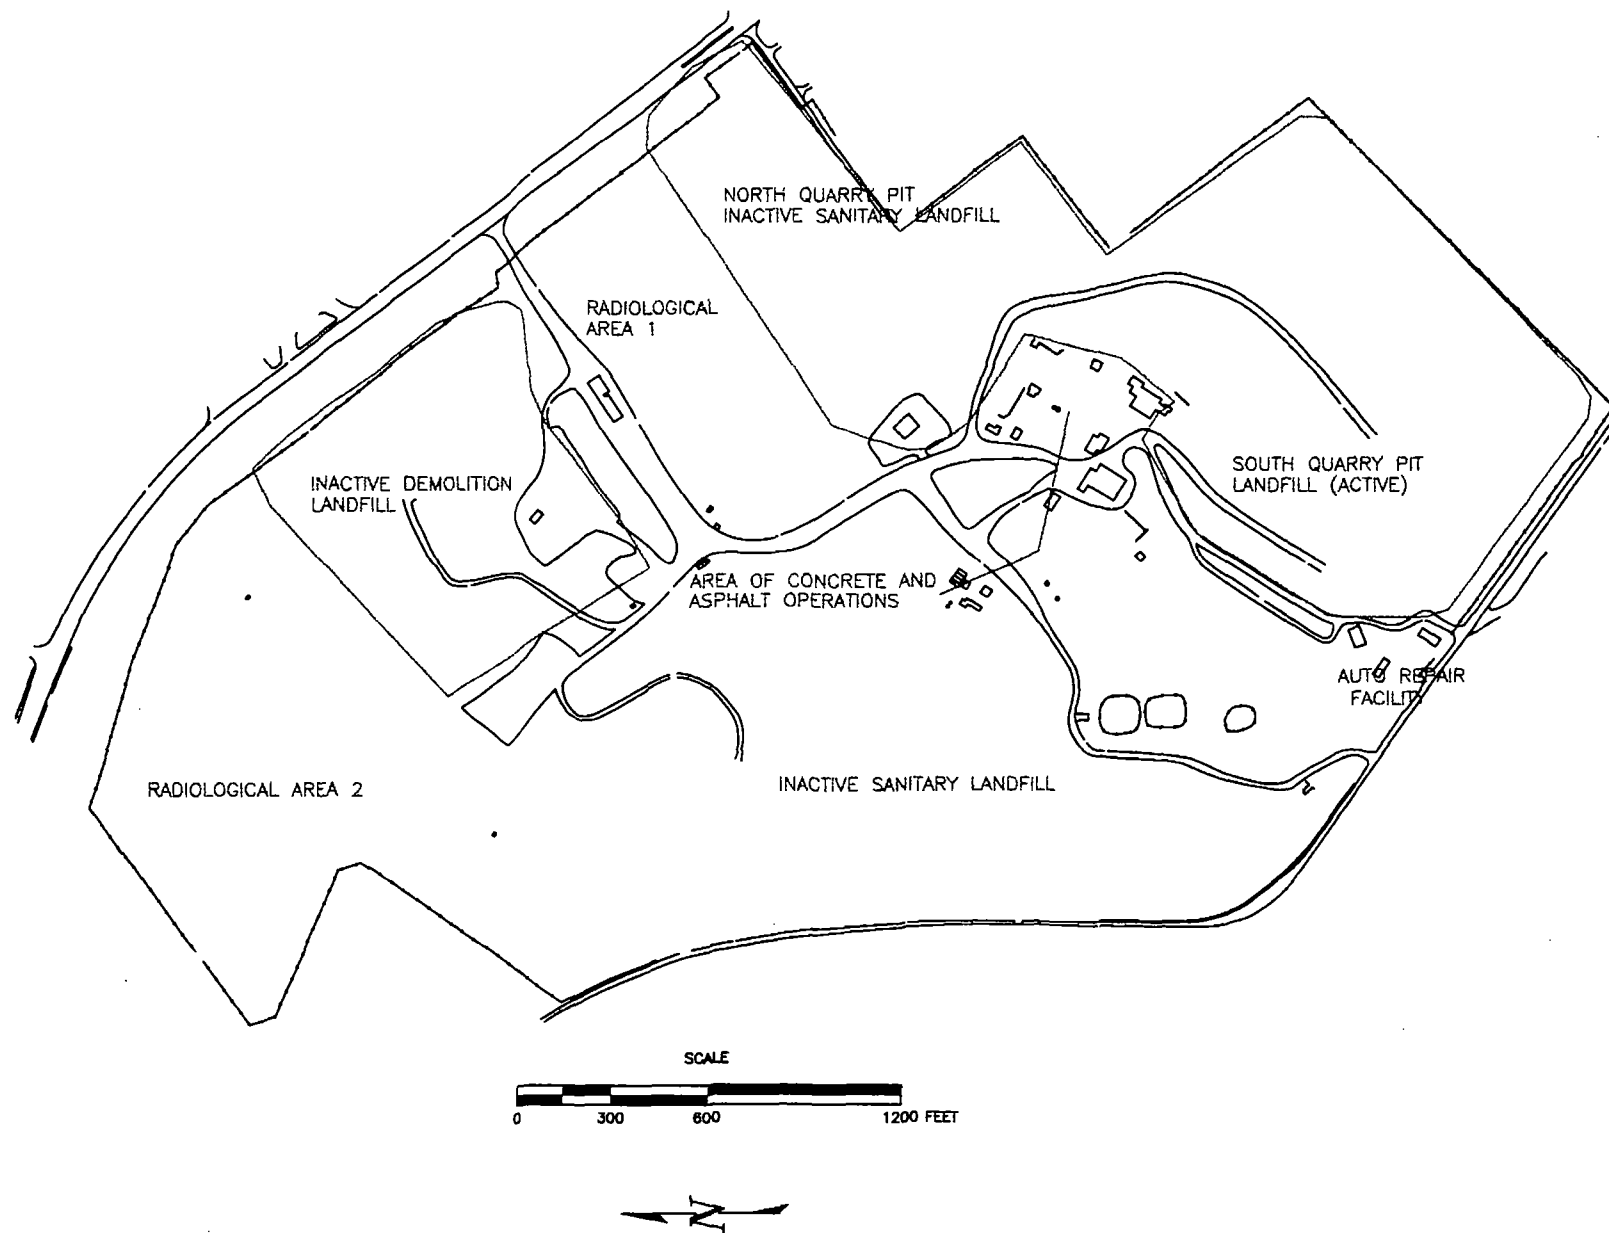 NORTH QUARRY PIT
INACTIVE SANITARY LANDFILL
RADIOLOGICAL
AREA 1
INACTIVE DEMOLITION
LANDFILL
SOUTH QUARRY PIT
LANDFILL (ACTIVE)
AREA OF CONCRETE AND
ASPHALT OPERATIONS
AUTO REPAIR
FACILITY
RADIOLOGICAL AREA 2
INACTIVE SANITARY LANDFILL
SCALE
0 300 600 1200 FEET
N